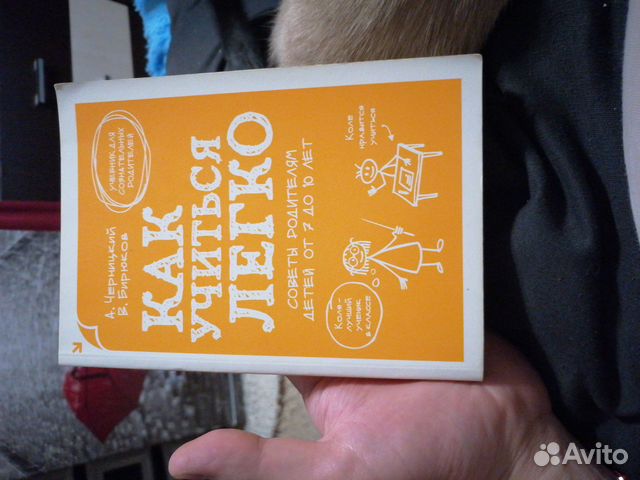 А. Черницкий
В. Бирюков
учебник для
сознательных
родителей
КАК
УЧИТЬСЯ
ЛЕГКО
Советы родителям
детей от 7 до 10 лет
Коля -
лучший
ученик
в классе
Коле
нравится
учиться
Avito